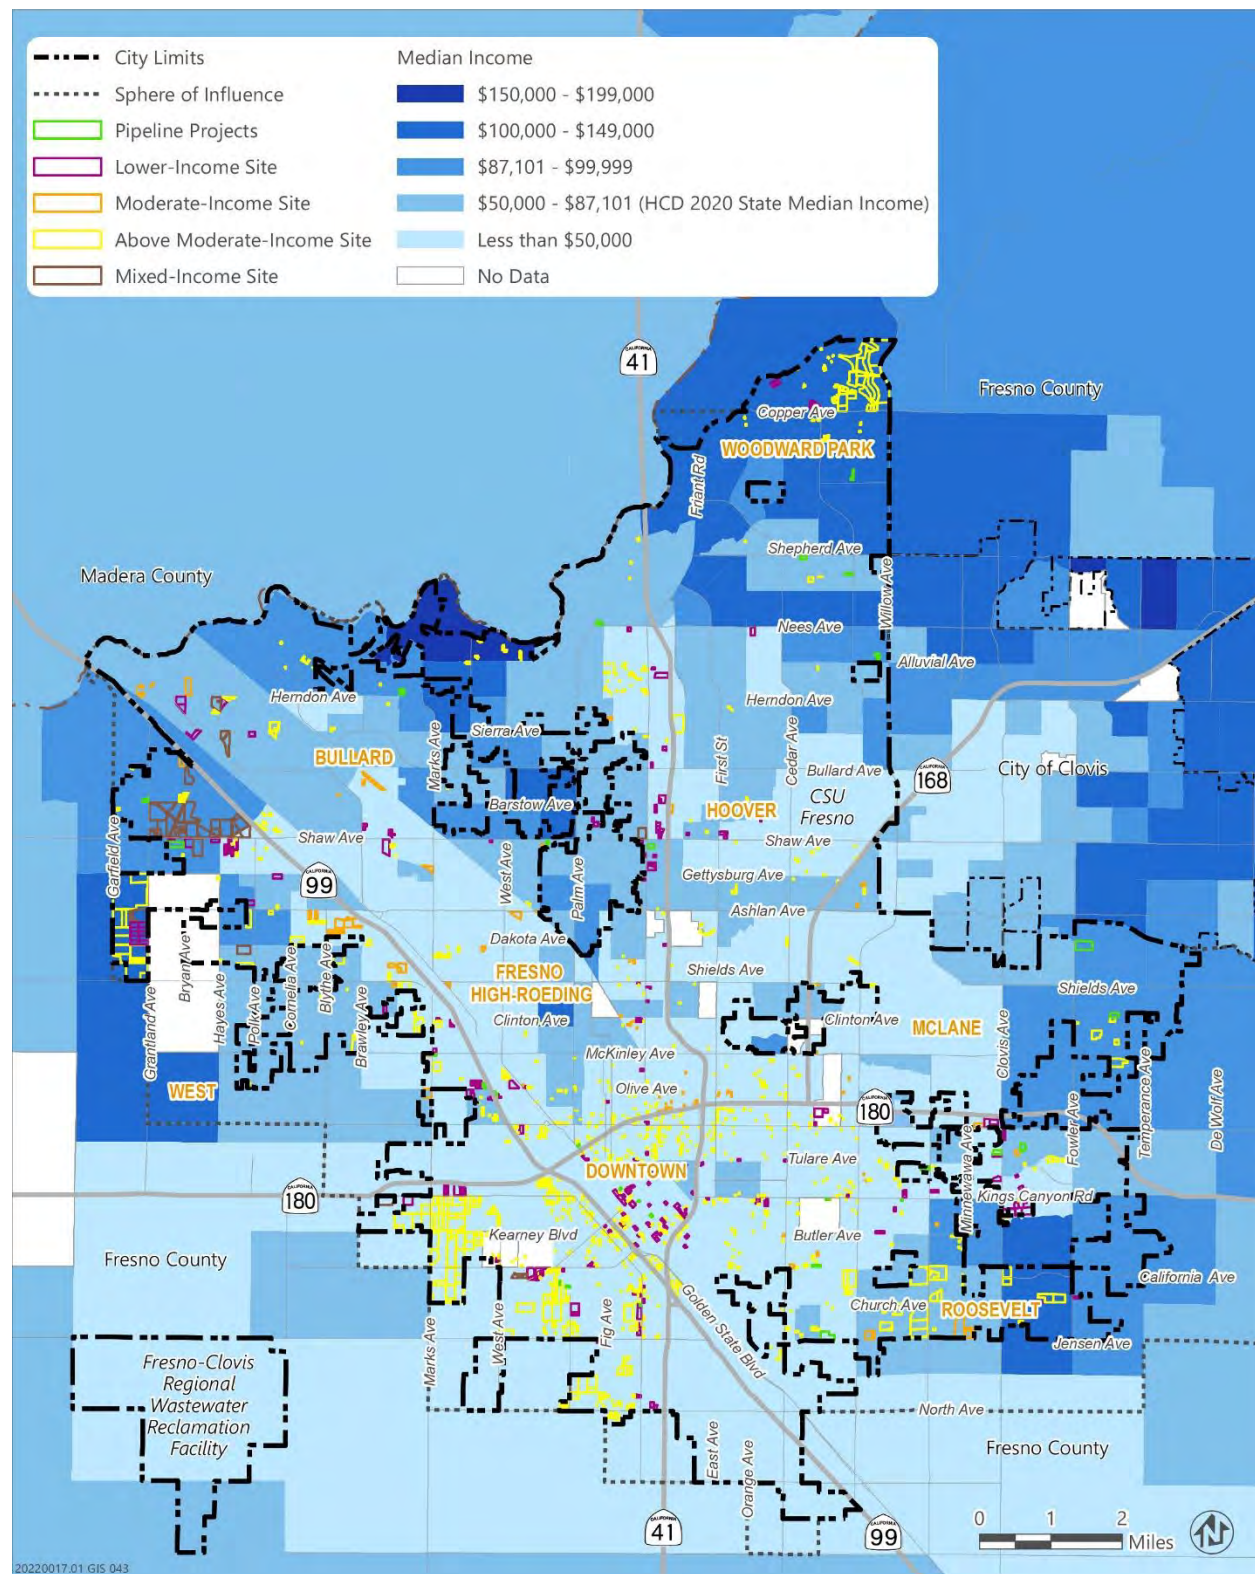 City Limits
Sphere of Influence
Pipeline Projects
Lower-Income Site
Moderate-Income Site
Above Moderate-Income Site
Mixed-Income Site
Median Income
$150,000 - $199,000
$100,000 - $149,000
$87,101 - $99,999
$50,000 - $87,101 (HCD 2020 State Median Income)
Less than $50,000
No Data
CALIFORNIA
41
Fresno County
Copper Ave
WOODWARD PARK
Friant Rd
Shepherd Ave
Madera County
Willow Ave
Nees Ave
Alluvial Ave
Herndon Ave
Herndon Ave
Sierra Ave
Marks Ave
BULLARD
First St
Cedar Ave
Bullard Ave
CALIFORNIA
168
City of Clovis
CSU
Fresno
Barstow Ave
HOOVER
Garfield Ave
Shaw Ave
Shaw Ave
CALIFORNIA
99
West Ave
Palm Ave
Gettysburg Ave
Ashlan Ave
Dakota Ave
Bryan Ave
Cornelia Ave
Blythe Ave
FRESNO
HIGH-ROEDING
Shields Ave
Shields Ave
Grantland Ave
Hayes Ave
Polk Ave
Brawley Ave
Clinton Ave
Clinton Ave
MCLANE
Clovis Ave
McKinley Ave
WEST
Olive Ave
CALIFORNIA
180
Fowler Ave
Temperance Ave
De Wolf Ave
DOWNTOWN
Tulare Ave
Minnewawa Ave
CALIFORNIA
180
Kings Canyon Rd
Kearney Blvd
Butler Ave
Fresno County
California Ave
Golden State Blvd
Church Ave
ROOSEVELT
Marks Ave
West Ave
Fig Ave
Jensen Ave
Fresno-Clovis
Regional
Wastewater
Reclamation
Facility
North Ave
East Ave
Orange Ave
Fresno County
CALIFORNIA
41
CALIFORNIA
99
0 1 2
Miles
N
20220017.01 GIS 043